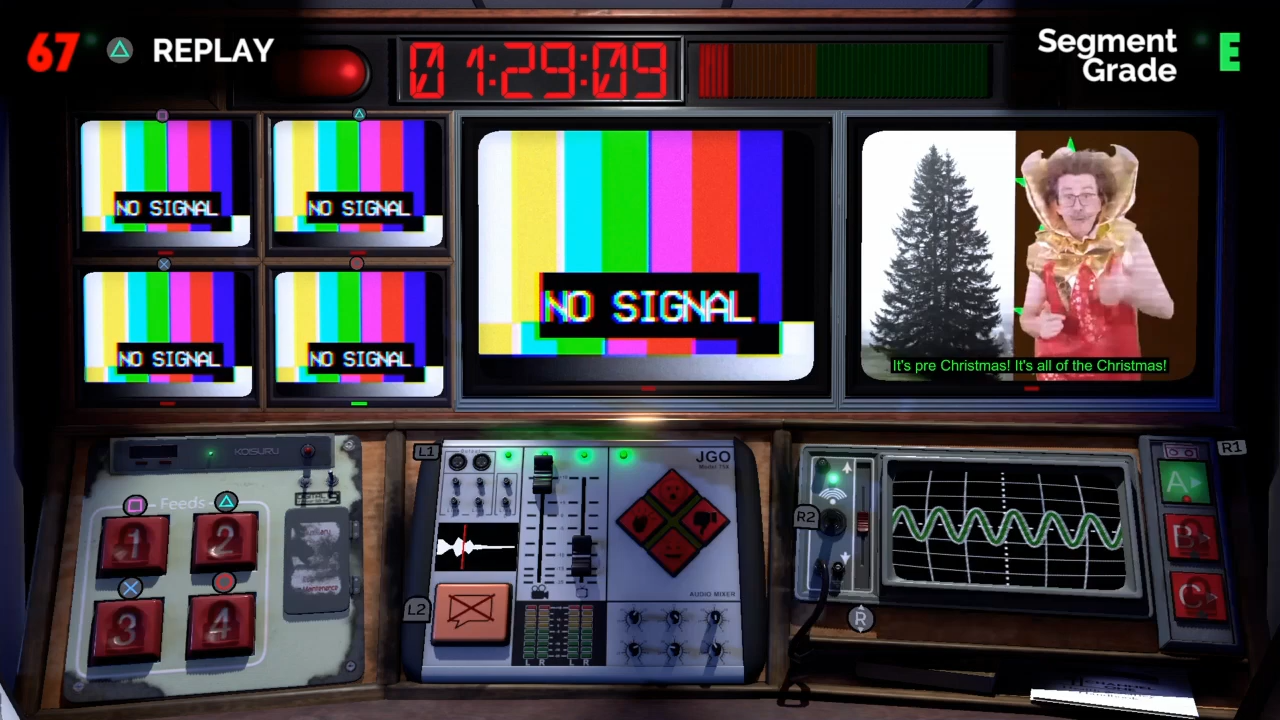 67 REPLAY
01:29:09
Segment
Grade
E
NO SIGNAL
NO SIGNAL
NO SIGNAL
NO SIGNAL
NO SIGNAL
It's pre Christmas! It's all of the Christmas!
KOSURU
Feeds
1
2
3
4
L1
L2
Output
JGO
AUDIO MIXER
L R
L R
R2
R
R1
A
B
C